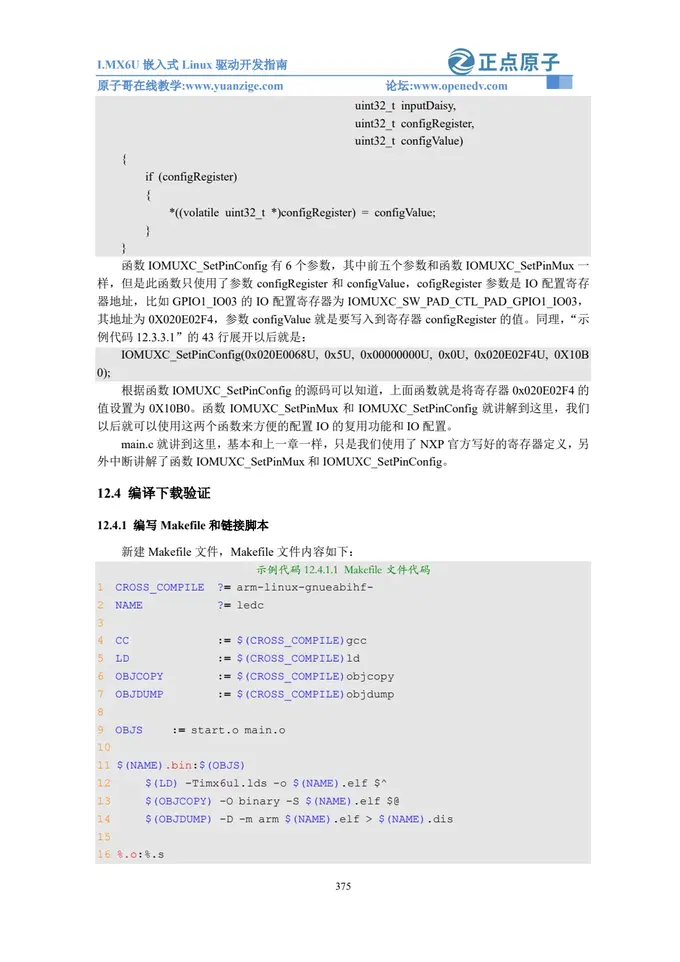 I.MX6U 嵌入式 Linux 驱动开发指南
正点原子
原子哥在线教学:www.yuanzige.com 论坛:www.openedv.com
uint32_t inputDaisy,
uint32_t configRegister,
uint32_t configValue)
{
if (configRegister)
{
*((volatile uint32_t *)configRegister) = configValue;
}
}
函数 IOMUXC_SetPinConfig 有 6 个参数，其中前五个参数和函数 IOMUXC_SetPinMux 一
样，但是此函数只使用了参数 configRegister 和 configValue，cofigRegister 参数是 IO 配置寄存
器地址，比如 GPIO1_IO03 的 IO 配置寄存器为 IOMUXC_SW_PAD_CTL_PAD_GPIO1_IO03，
其地址为 0X020E02F4，参数 configValue 就是要写入到寄存器 configRegister 的值。同理，“示
例代码 12.3.3.1”的 43 行展开以后就是：
IOMUXC_SetPinConfig(0x020E0068U, 0x5U, 0x00000000U, 0x0U, 0x020E02F4U, 0X10B
0);
根据函数 IOMUXC_SetPinConfig 的源码可以知道，上面函数就是将寄存器 0x020E02F4 的
值设置为 0X10B0。函数 IOMUXC_SetPinMux 和 IOMUXC_SetPinConfig 就讲解到这里，我们
以后就可以使用这两个函数来方便的配置 IO 的复用功能和 IO 配置。
main.c 就讲到这里，基本和上一章一样，只是我们使用了 NXP 官方写好的寄存器定义，另
外中断讲解了函数 IOMUXC_SetPinMux 和 IOMUXC_SetPinConfig。
12.4 编译下载验证
12.4.1 编写 Makefile 和链接脚本
新建 Makefile 文件，Makefile 文件内容如下：
示例代码 12.4.1.1 Makefile 文件代码
1 CROSS_COMPILE ?= arm-linux-gnueabihf-
2 NAME ?= ledc
3
4 CC := $(CROSS_COMPILE)gcc
5 LD := $(CROSS_COMPILE)ld
6 OBJCOPY := $(CROSS_COMPILE)objcopy
7 OBJDUMP := $(CROSS_COMPILE)objdump
8
9 OBJS := start.o main.o
10
11 $(NAME).bin:$(OBJS)
12 $(LD) -Timx6ul.lds -o $(NAME).elf $^
13 $(OBJCOPY) -O binary -S $(NAME).elf $@
14 $(OBJDUMP) -D -m arm $(NAME).elf > $(NAME).dis
15
16 %.o:%.s
375